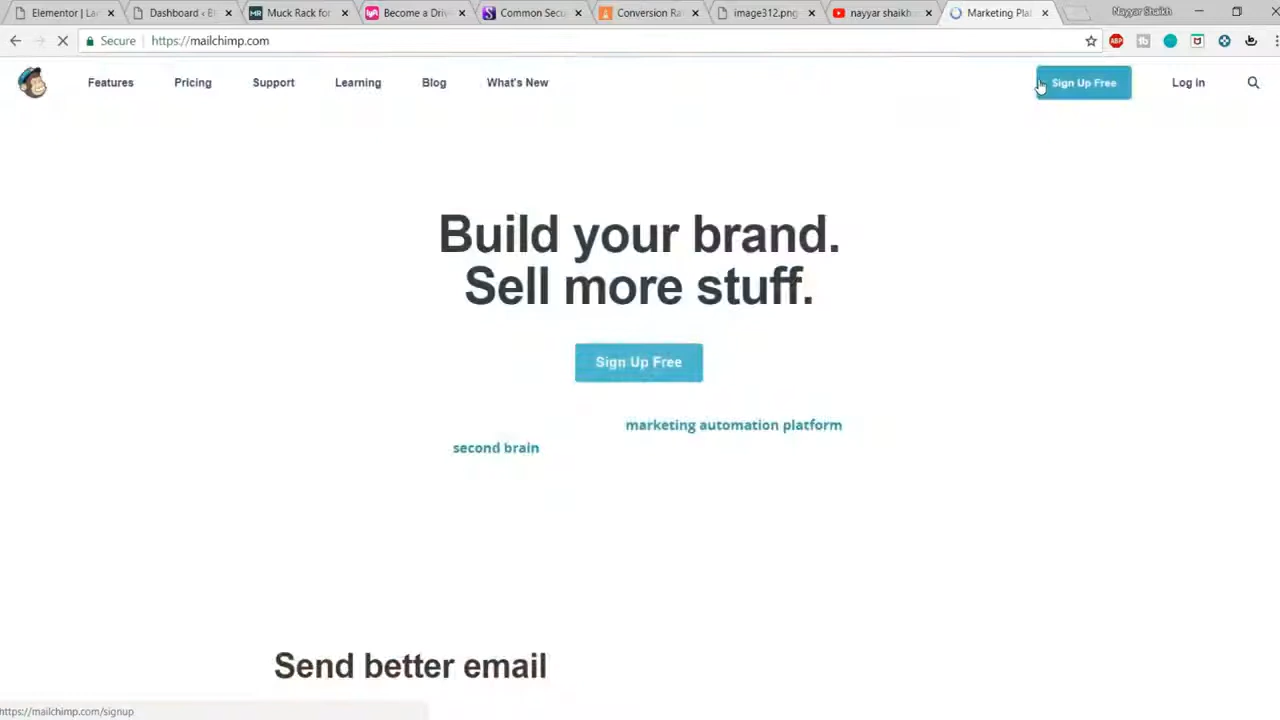 Elementor | La
Dashboard ‹ E
Muck Rack for
Become a Driv
Common Secu
Conversion Ra
image312.png
nayyar shaikh
Marketing Pla
Nayyar Shaikh
Secure
https://mailchimp.com
ABP
Features
Pricing
Support
Learning
Blog
What's New
Sign Up Free
Log In
Build your brand.
Sell more stuff.
Sign Up Free
marketing automation platform
second brain
Send better email
https://mailchimp.com/signup